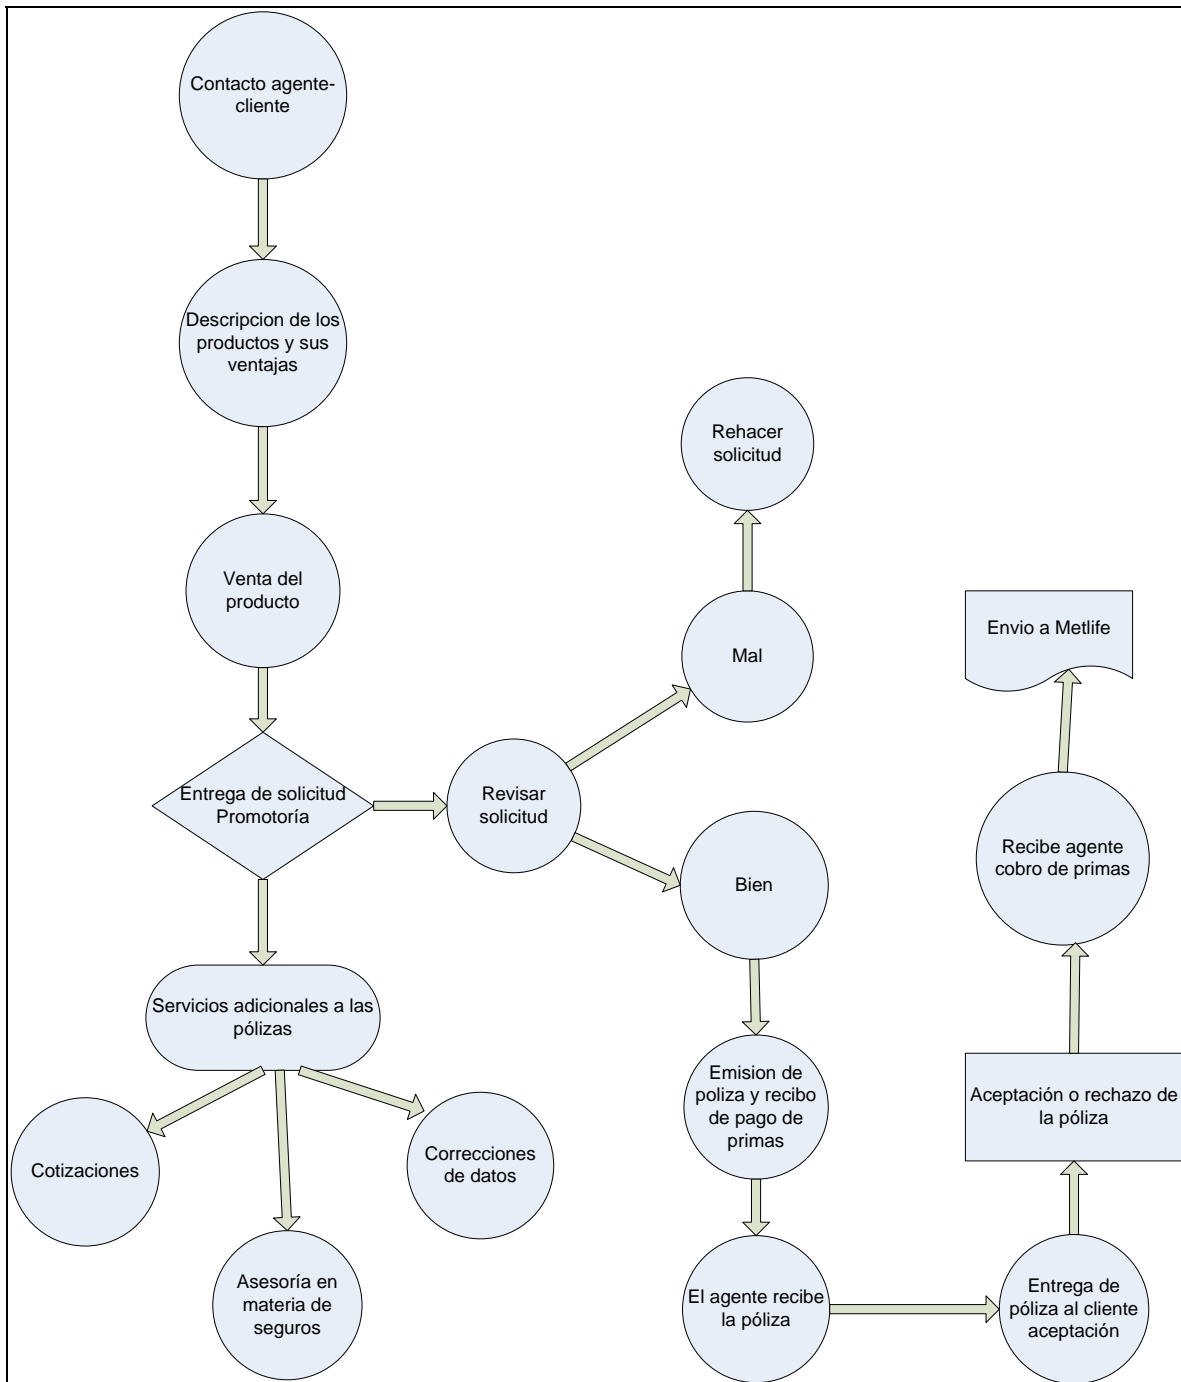 Contacto agente-
cliente
Descripcion de los
productos y sus
ventajas
Venta del
producto
Entrega de solicitud
Promotoría
Revisar
solicitud
Mal
Rehacer
solicitud
Bien
Emision de
poliza y recibo
de pago de
primas
El agente recibe
la póliza
Entrega de
póliza al cliente
aceptación
Aceptación o rechazo de
la póliza
Recibe agente
cobro de primas
Envio a Metlife
Servicios adicionales a las
pólizas
Cotizaciones
Asesoría en
materia de
seguros
Correcciones
de datos